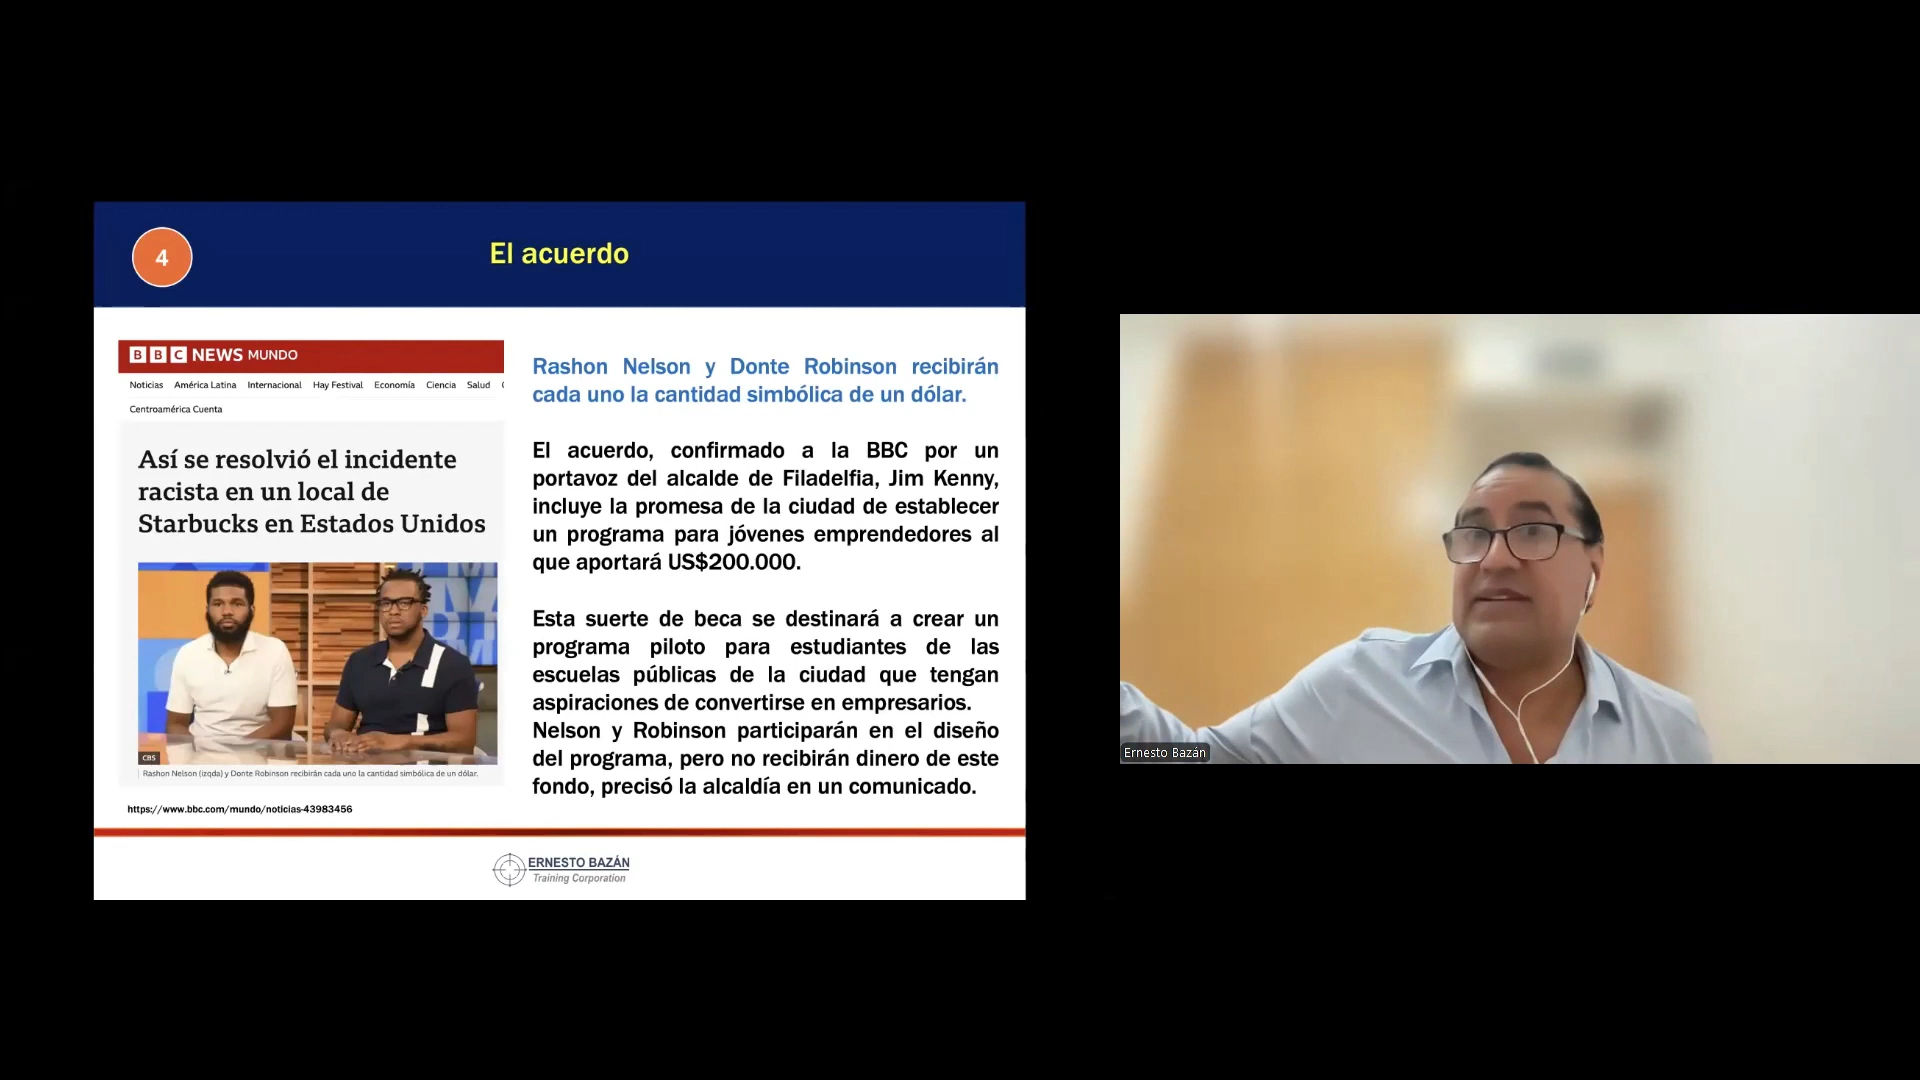 4
El acuerdo
BBC NEWS MUNDO
Noticias América Latina Internacional Hay Festival Economía Ciencia Salud
Centroamérica Cuenta
Así se resolvió el incidente
racista en un local de
Starbucks en Estados Unidos
CBS
Rashon Nelson (izqda) y Donte Robinson recibirán cada uno la cantidad simbólica de un dólar.
https://www.bbc.com/mundo/noticias-43983456
Rashon Nelson y Donte Robinson recibirán
cada uno la cantidad simbólica de un dólar.
El acuerdo, confirmado a la BBC por un
portavoz del alcalde de Filadelfia, Jim Kenny,
incluye la promesa de la ciudad de establecer
un programa para jóvenes emprendedores al
que aportará US$200.000.
Esta suerte de beca se destinará a crear un
programa piloto para estudiantes de las
escuelas públicas de la ciudad que tengan
aspiraciones de convertirse en empresarios.
Nelson y Robinson participarán en el diseño
del programa, pero no recibirán dinero de este
fondo, precisó la alcaldía en un comunicado.
ERNESTO BAZÁN
Training Corporation
Ernesto Bazán